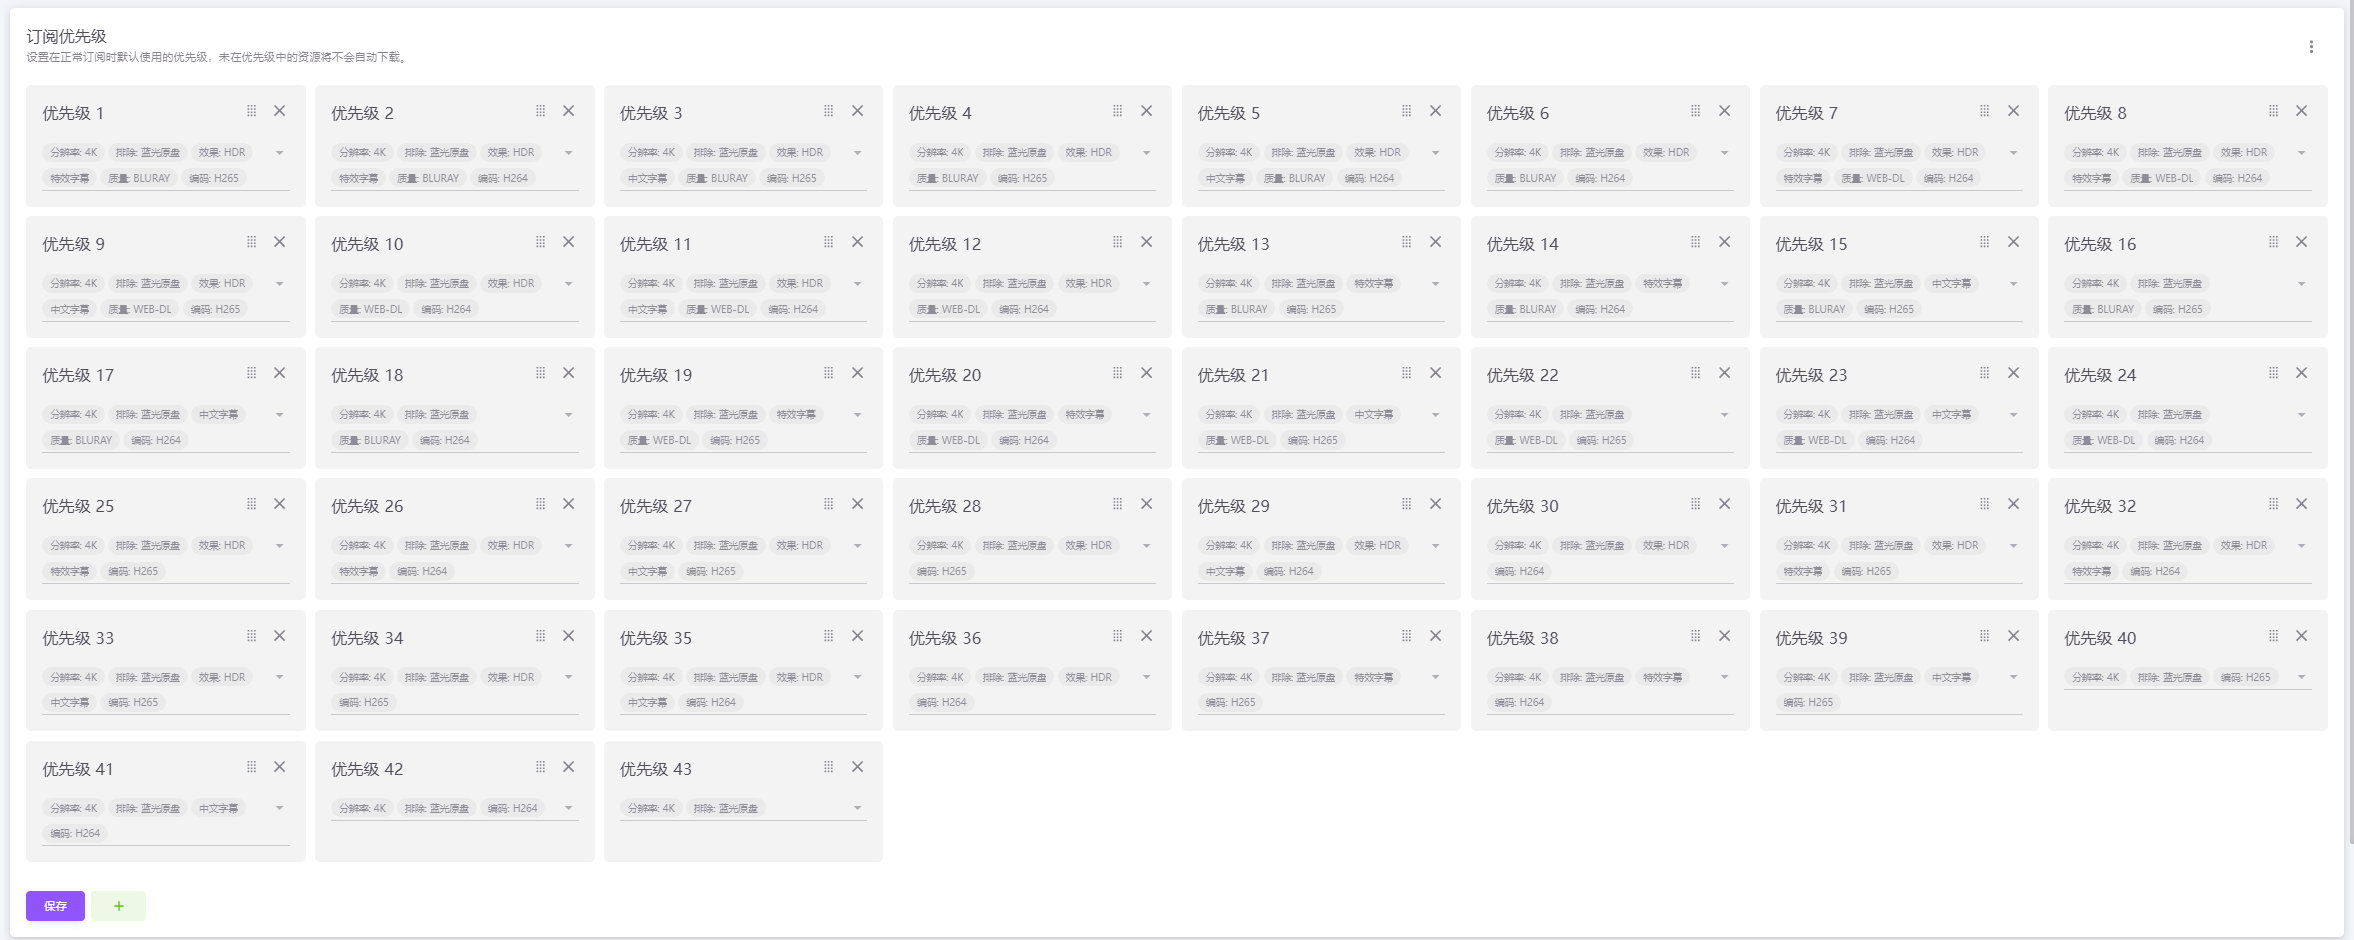 订阅优先级
设置在正常订阅时默认使用的优先级，未在优先级中的资源将不会自动下载。
优先级 1
分辨率: 4K 排除: 蓝光原盘 效果: HDR
特效字幕 质量: BLURAY 编码: H265
优先级 2
分辨率: 4K 排除: 蓝光原盘 效果: HDR
特效字幕 质量: BLURAY 编码: H264
优先级 3
分辨率: 4K 排除: 蓝光原盘 效果: HDR
中文字幕 质量: BLURAY 编码: H265
优先级 4
分辨率: 4K 排除: 蓝光原盘 效果: HDR
质量: BLURAY 编码: H265
优先级 5
分辨率: 4K 排除: 蓝光原盘 效果: HDR
中文字幕 质量: BLURAY 编码: H264
优先级 6
分辨率: 4K 排除: 蓝光原盘 效果: HDR
质量: BLURAY 编码: H264
优先级 7
分辨率: 4K 排除: 蓝光原盘 效果: HDR
特效字幕 质量: WEB-DL 编码: H264
优先级 8
分辨率: 4K 排除: 蓝光原盘 效果: HDR
特效字幕 质量: WEB-DL 编码: H264
优先级 9
分辨率: 4K 排除: 蓝光原盘 效果: HDR
中文字幕 质量: WEB-DL 编码: H265
优先级 10
分辨率: 4K 排除: 蓝光原盘 效果: HDR
质量: WEB-DL 编码: H264
优先级 11
分辨率: 4K 排除: 蓝光原盘 效果: HDR
中文字幕 质量: WEB-DL 编码: H264
优先级 12
分辨率: 4K 排除: 蓝光原盘 效果: HDR
质量: WEB-DL 编码: H264
优先级 13
分辨率: 4K 排除: 蓝光原盘 特效字幕
质量: BLURAY 编码: H265
优先级 14
分辨率: 4K 排除: 蓝光原盘 特效字幕
质量: BLURAY 编码: H264
优先级 15
分辨率: 4K 排除: 蓝光原盘 中文字幕
质量: BLURAY 编码: H265
优先级 16
分辨率: 4K 排除: 蓝光原盘
质量: BLURAY 编码: H265
优先级 17
分辨率: 4K 排除: 蓝光原盘 中文字幕
质量: BLURAY 编码: H264
优先级 18
分辨率: 4K 排除: 蓝光原盘
质量: BLURAY 编码: H264
优先级 19
分辨率: 4K 排除: 蓝光原盘 特效字幕
质量: WEB-DL 编码: H265
优先级 20
分辨率: 4K 排除: 蓝光原盘 特效字幕
质量: WEB-DL 编码: H264
优先级 21
分辨率: 4K 排除: 蓝光原盘 中文字幕
质量: WEB-DL 编码: H265
优先级 22
分辨率: 4K 排除: 蓝光原盘
质量: WEB-DL 编码: H265
优先级 23
分辨率: 4K 排除: 蓝光原盘 中文字幕
质量: WEB-DL 编码: H264
优先级 24
分辨率: 4K 排除: 蓝光原盘
质量: WEB-DL 编码: H264
优先级 25
分辨率: 4K 排除: 蓝光原盘 效果: HDR
特效字幕 编码: H265
优先级 26
分辨率: 4K 排除: 蓝光原盘 效果: HDR
特效字幕 编码: H264
优先级 27
分辨率: 4K 排除: 蓝光原盘 效果: HDR
中文字幕 编码: H265
优先级 28
分辨率: 4K 排除: 蓝光原盘 效果: HDR
编码: H265
优先级 29
分辨率: 4K 排除: 蓝光原盘 效果: HDR
中文字幕 编码: H264
优先级 30
分辨率: 4K 排除: 蓝光原盘 效果: HDR
编码: H264
优先级 31
分辨率: 4K 排除: 蓝光原盘 效果: HDR
特效字幕 编码: H265
优先级 32
分辨率: 4K 排除: 蓝光原盘 效果: HDR
特效字幕 编码: H264
优先级 33
分辨率: 4K 排除: 蓝光原盘 效果: HDR
中文字幕 编码: H265
优先级 34
分辨率: 4K 排除: 蓝光原盘 效果: HDR
编码: H265
优先级 35
分辨率: 4K 排除: 蓝光原盘 效果: HDR
中文字幕 编码: H264
优先级 36
分辨率: 4K 排除: 蓝光原盘 效果: HDR
编码: H264
优先级 37
分辨率: 4K 排除: 蓝光原盘 特效字幕
编码: H265
优先级 38
分辨率: 4K 排除: 蓝光原盘 特效字幕
编码: H264
优先级 39
分辨率: 4K 排除: 蓝光原盘 中文字幕
编码: H265
优先级 40
分辨率: 4K 排除: 蓝光原盘 编码: H265
优先级 41
分辨率: 4K 排除: 蓝光原盘 中文字幕
编码: H264
优先级 42
分辨率: 4K 排除: 蓝光原盘 编码: H264
优先级 43
分辨率: 4K 排除: 蓝光原盘
保存